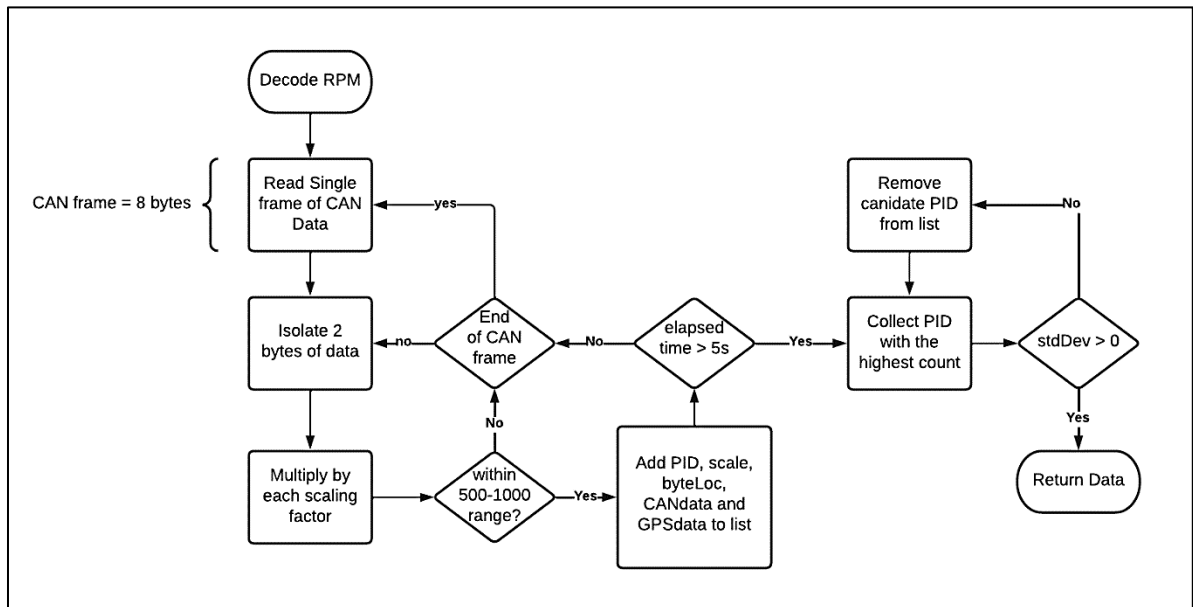 Decode RPM
CAN frame = 8 bytes
Read Single
frame of CAN
Data
yes
Isolate 2
bytes of data
no
End
of CAN
frame
No
elapsed
time > 5s
Yes
Multiply by
each scaling
factor
within
500-1000
range?
No
Yes
Add PID, scale,
byteLoc,
CANdata and
GPSdata to list
Remove
canidate PID
from list
No
Collect PID
with the
highest count
stdDev > 0
Yes
Return Data